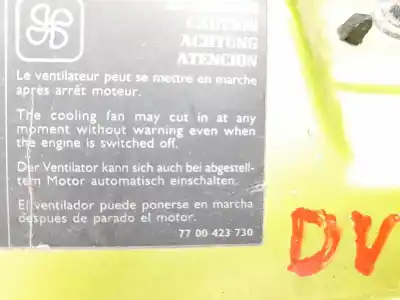 CAUTION
ACHTUNG
ATENCION
Le ventilateur peut se mettre en marche
après arrêt moteur.
The cooling fan may cut in at any
moment without warning even when
the engine is switched off.
Der Ventilator kann sich auch bei abgestell-
tem Motor automatisch einschalten.
El ventilador puede ponerse en marcha
despues de parado el motor.
77 00 423 730
DV